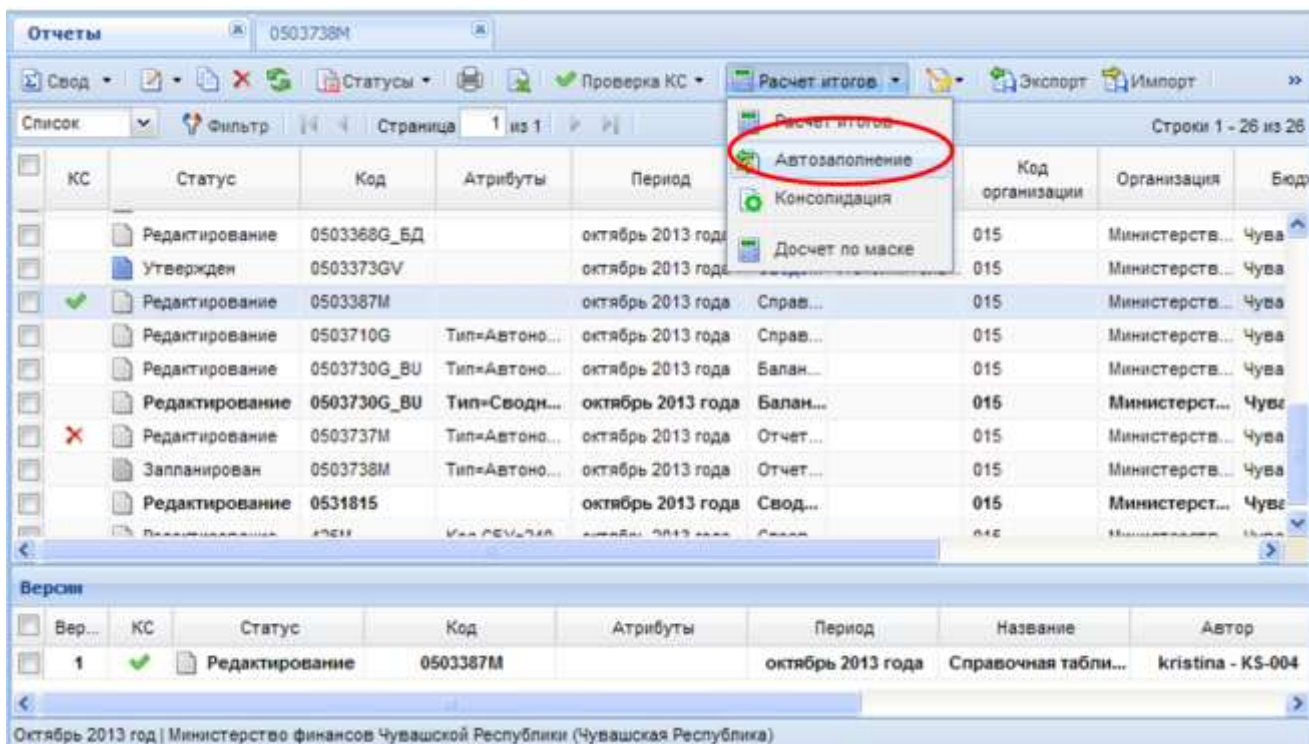 Отчеты 0503738М
Свод Статусы Проверка КС Расчет итогов Экспорт Импорт »
Список Фильтр Страница 1 из 1 Строки 1 - 26 из 26
Расчет итогов
Автозаполнение
Консолидация
Досчет по маске
КС Статус Код Атрибуты Период Код организации Организация Бюдж
Редактирование 0503368G_БД октябрь 2013 года 015 Министерств... Чува
Утвержден 0503373GV октябрь 2013 года 015 Министерств... Чува
Редактирование 0503387М октябрь 2013 года Справ... 015 Министерств... Чува
Редактирование 0503710G Тип=Автоно... октябрь 2013 года Справ... 015 Министерств... Чува
Редактирование 0503730G_BU Тип=Автоно... октябрь 2013 года Балан... 015 Министерств... Чува
Редактирование 0503730G_BU Тип=Сводн... октябрь 2013 года Балан... 015 Министерст... Чува
Редактирование 0503737М Тип=Автоно... октябрь 2013 года Отчет... 015 Министерств... Чува
Запланирован 0503738М Тип=Автоно... октябрь 2013 года Отчет... 015 Министерств... Чува
Редактирование 0531815 октябрь 2013 года Свод... 015 Министерст... Чува
Версии
Вер... КС Статус Код Атрибуты Период Название Автор
1 Редактирование 0503387М октябрь 2013 года Справочная табли... kristina - KS-004
Октябрь 2013 год | Министерство финансов Чувашской Республики (Чувашская Республика)